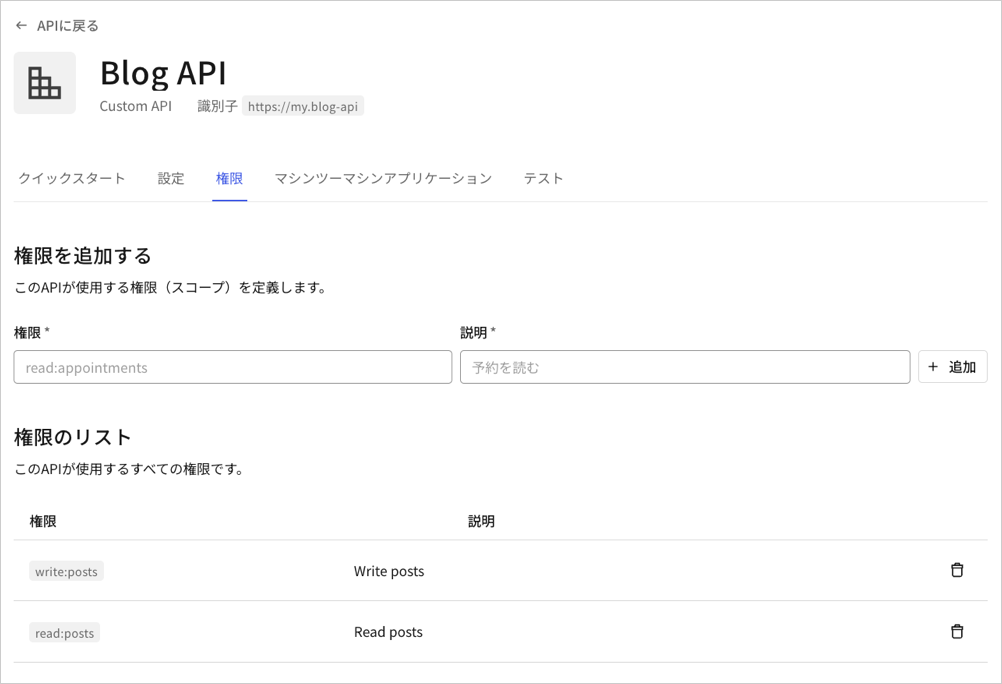 ← APIに戻る
Blog API
Custom API 識別子 https://my.blog-api
クイックスタート 設定 権限 マシンツーマシンアプリケーション テスト
権限を追加する
このAPIが使用する権限（スコープ）を定義します。
権限 * 説明 *
read:appointments 予約を読む + 追加
権限のリスト
このAPIが使用するすべての権限です。
権限 説明
write:posts Write posts
read:posts Read posts